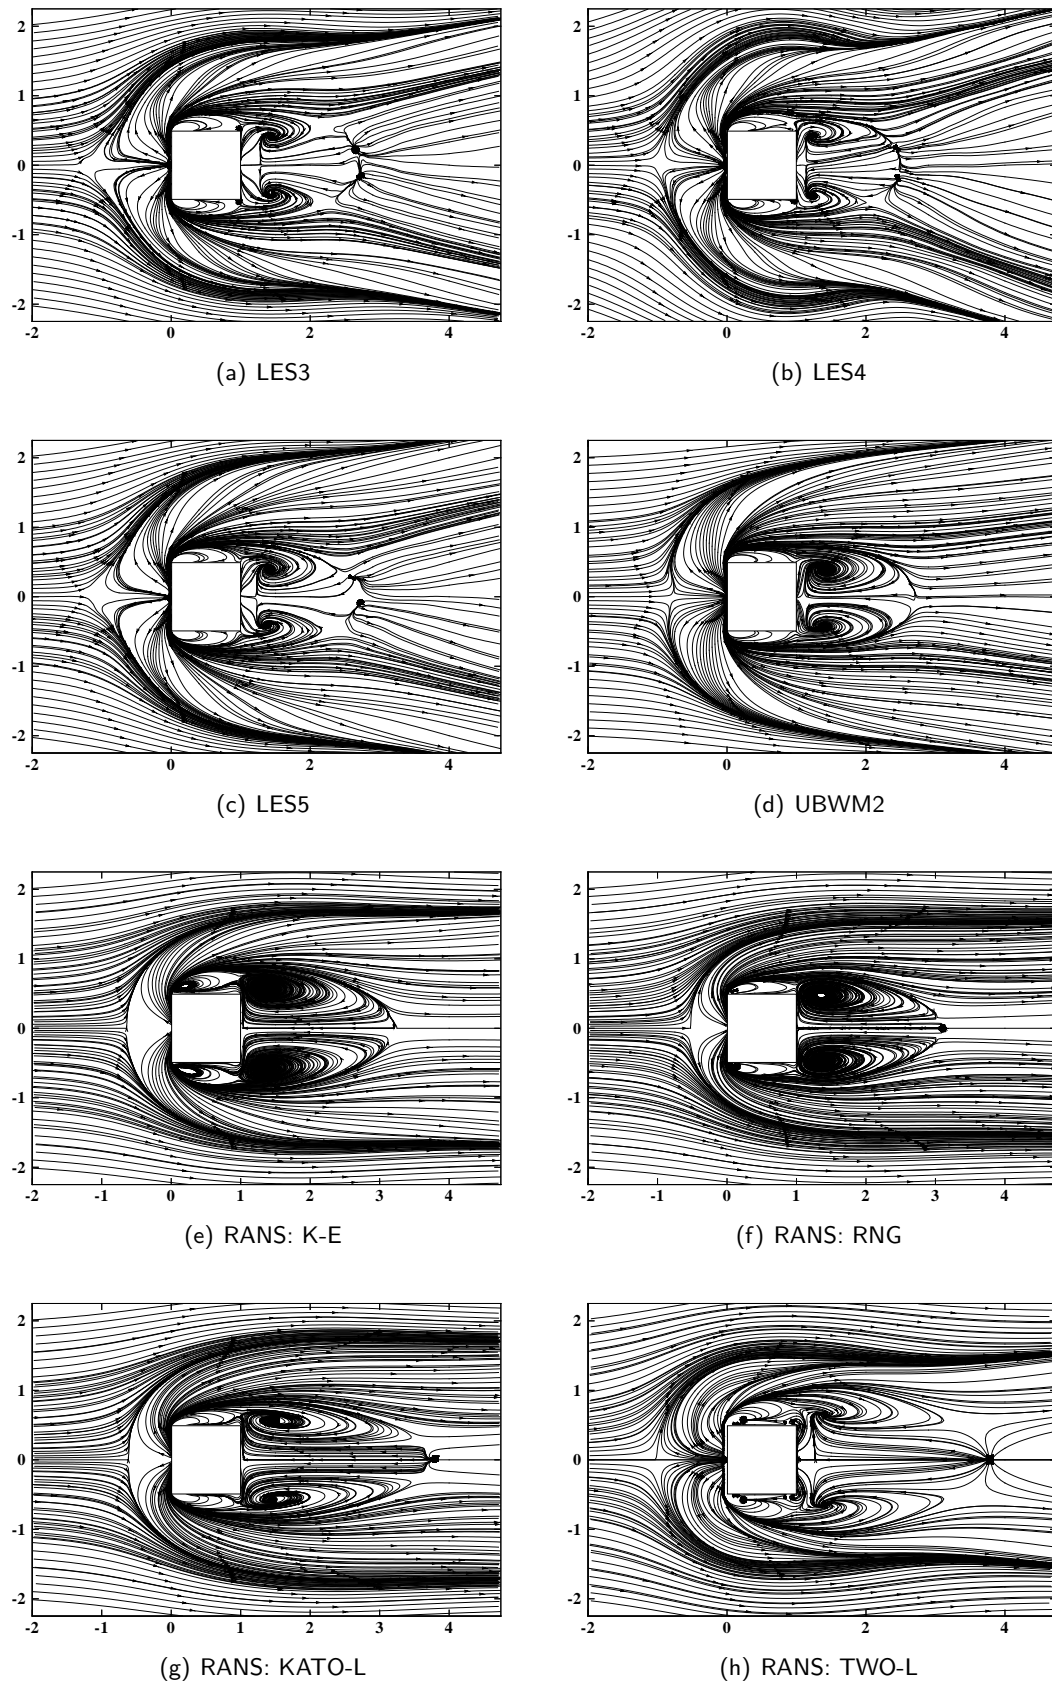 2
1
0
-1
-2
-2 0 2 4
(a) LES3
2
1
0
-1
-2
-2 0 2 4
(b) LES4
2
1
0
-1
-2
-2 0 2 4
(c) LES5
2
1
0
-1
-2
-2 0 2 4
(d) UBWM2
2
1
0
-1
-2
-2 -1 0 1 2 3 4
(e) RANS: K-E
2
1
0
-1
-2
-2 -1 0 1 2 3 4
(f) RANS: RNG
2
1
0
-1
-2
-2 -1 0 1 2 3 4
(g) RANS: KATO-L
2
1
0
-1
-2
-2 0 2 4
(h) RANS: TWO-L